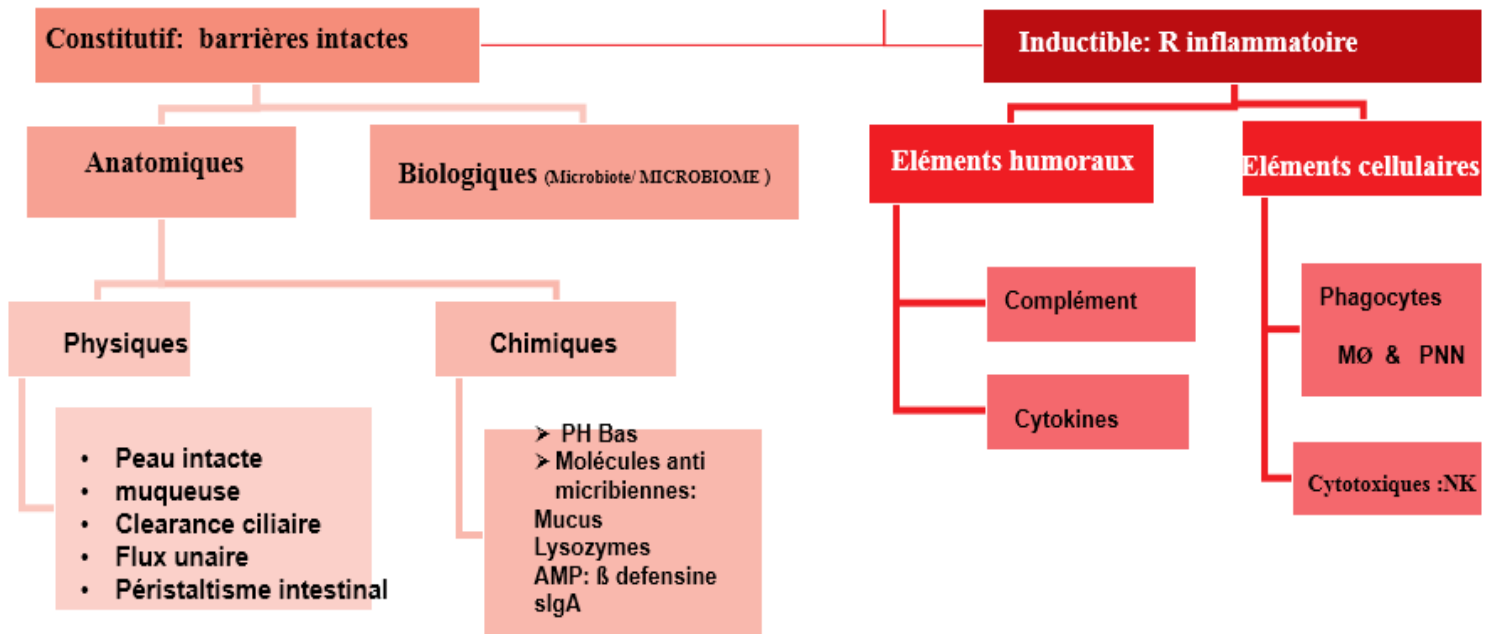 Constitutif: barrières intactes
Inductible: R inflammatoire
Anatomiques
Biologiques (Microbiote/ MICROBIOME )
Eléments humoraux
Eléments cellulaires
Physiques
Chimiques
Complément
Cytokines
Phagocytes
MØ & PNN
Cytotoxiques :NK
• Peau intacte
• muqueuse
• Clearance ciliaire
• Flux unaire
• Péristaltisme intestinal
➢ PH Bas
➢ Molécules anti
micribiennes:
Mucus
Lysozymes
AMP: ß defensine
sIgA